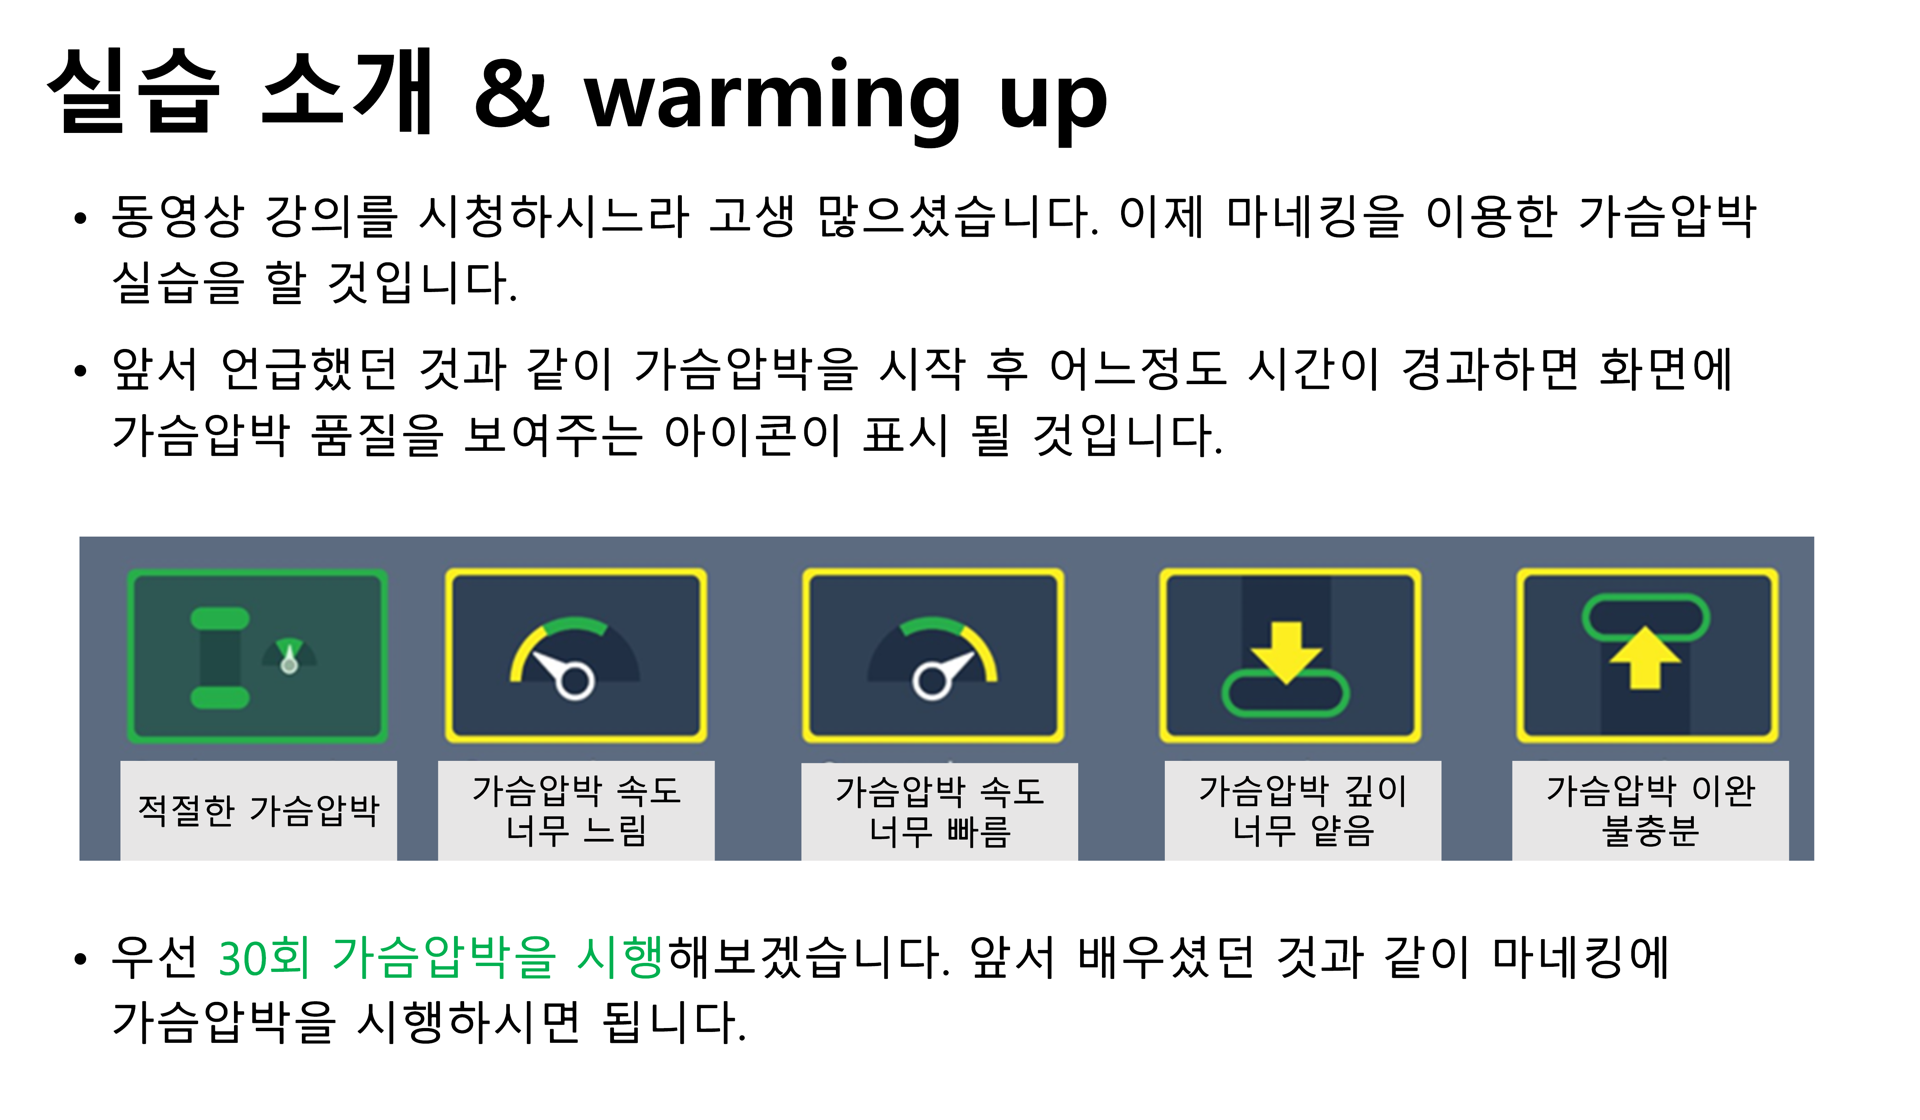 실습 소개 & warming up
• 동영상 강의를 시청하시느라 고생 많으셨습니다. 이제 마네킹을 이용한 가슴압박
실습을 할 것입니다.
• 앞서 언급했던 것과 같이 가슴압박을 시작 후 어느정도 시간이 경과하면 화면에
가슴압박 품질을 보여주는 아이콘이 표시 될 것입니다.
적절한 가슴압박
가슴압박 속도
너무 느림
가슴압박 속도
너무 빠름
가슴압박 깊이
너무 얕음
가슴압박 이완
불충분
• 우선 30회 가슴압박을 시행해보겠습니다. 앞서 배우셨던 것과 같이 마네킹에
가슴압박을 시행하시면 됩니다.